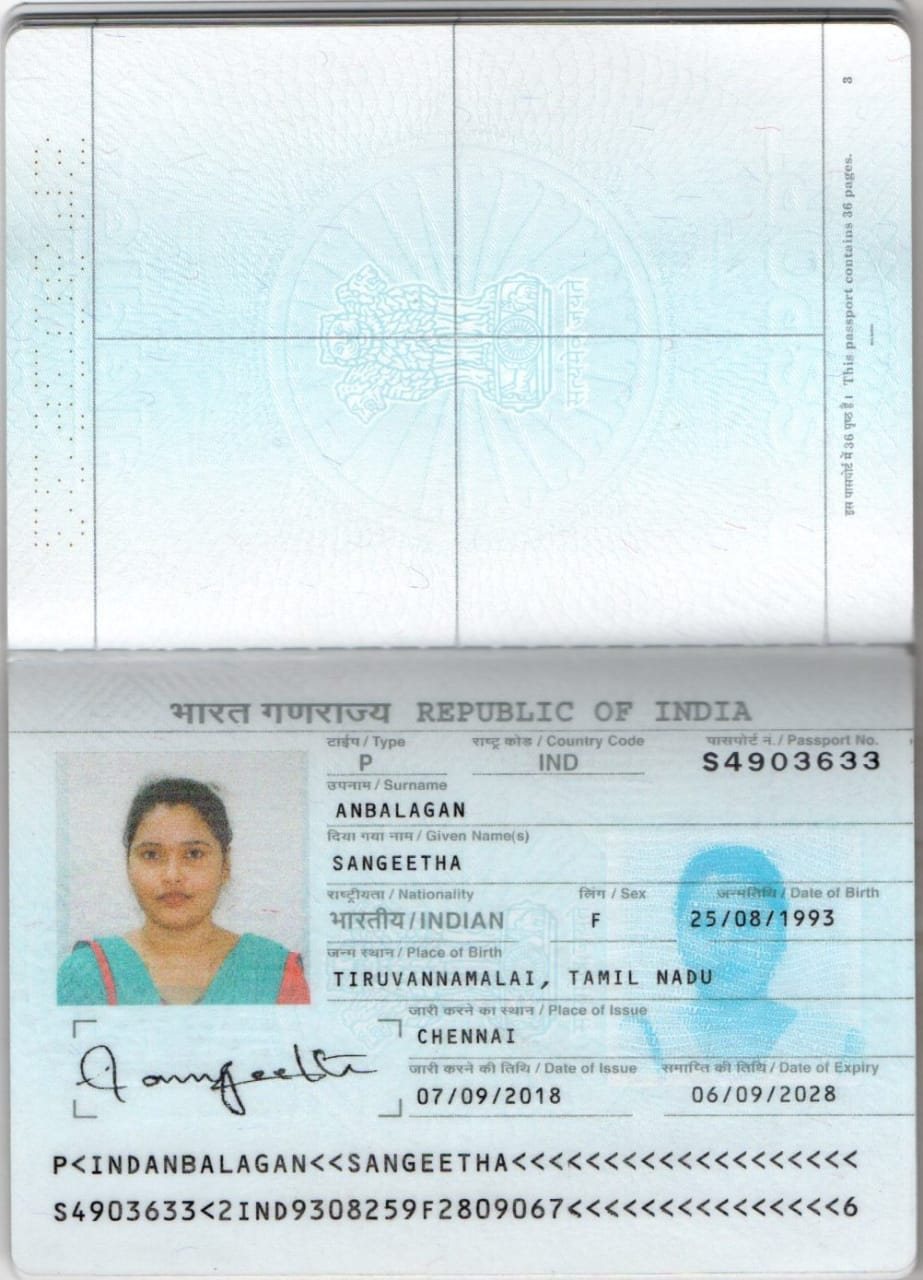 3
इस पासपोर्ट में 36 पृष्ठ हैं। This passport contains 36 pages.
सत्यमेव जयते
भारत गणराज्य REPUBLIC OF INDIA
टाईप / Type राष्ट्र कोड / Country Code पासपोर्ट नं. / Passport No.
P IND S4903633
उपनाम / Surname
ANBALAGAN
दिया गया नाम / Given Name(s)
SANGEETHA
राष्ट्रीयता / Nationality लिंग / Sex जन्मतिथि / Date of Birth
भारतीय / INDIAN F 25/08/1993
जन्म स्थान / Place of Birth
TIRUVANNAMALAI, TAMIL NADU
जारी करने का स्थान / Place of Issue
CHENNAI
जारी करने की तिथि / Date of Issue समाप्ति की तिथि / Date of Expiry
07/09/2018 06/09/2028
Sangeetha
P<INDANBALAGAN<<SANGEETHA<<<<<<<<<<<<<<<<<<<
S4903633<2IND9308259F2809067<<<<<<<<<<<<<<<6